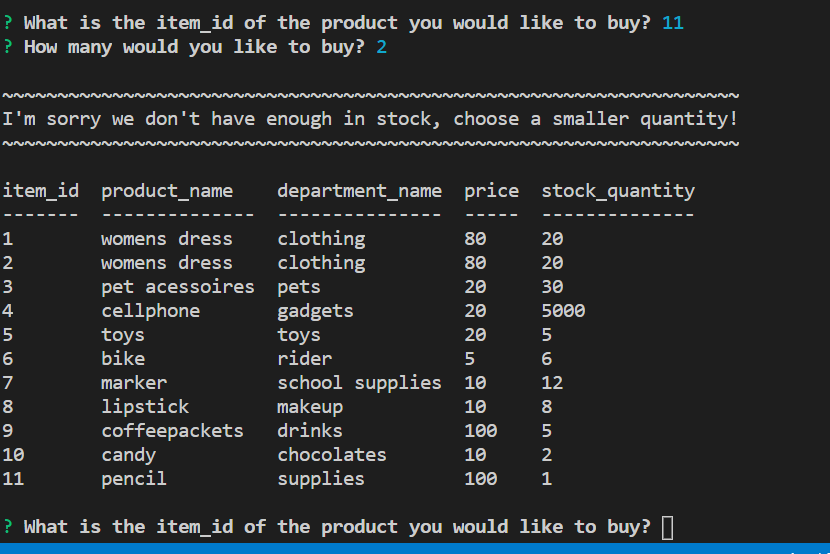 ? What is the item_id of the product you would like to buy? 11
? How many would you like to buy? 2
~~~~~~~~~~~~~~~~~~~~~~~~~~~~~~~~~~~~~~~~~~~~~~~~~~~~~~~~~~~~~~~~~~~
I'm sorry we don't have enough in stock, choose a smaller quantity!
~~~~~~~~~~~~~~~~~~~~~~~~~~~~~~~~~~~~~~~~~~~~~~~~~~~~~~~~~~~~~~~~~~~
item_id  product_name    department_name  price  stock_quantity
-------  --------------  ---------------  -----  --------------
1        womens dress    clothing         80     20
2        womens dress    clothing         80     20
3        pet acessoires  pets             20     30
4        cellphone       gadgets          20     5000
5        toys            toys             20     5
6        bike            rider            5      6
7        marker          school supplies  10     12
8        lipstick        makeup           10     8
9        coffeepackets   drinks           100    5
10       candy           chocolates       10     2
11       pencil          supplies         100    1
? What is the item_id of the product you would like to buy?